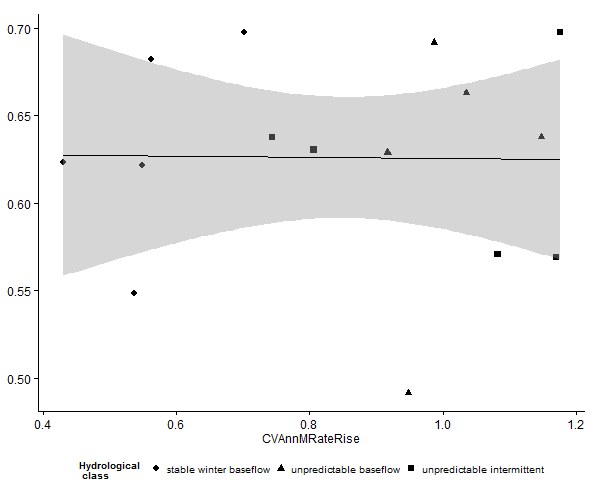 0.70
0.65
0.60
0.55
0.50
0.4 0.6 0.8 1.0 1.2
CVAnnMRateRise
Hydrological
class
stable winter baseflow unpredictable baseflow unpredictable intermittent